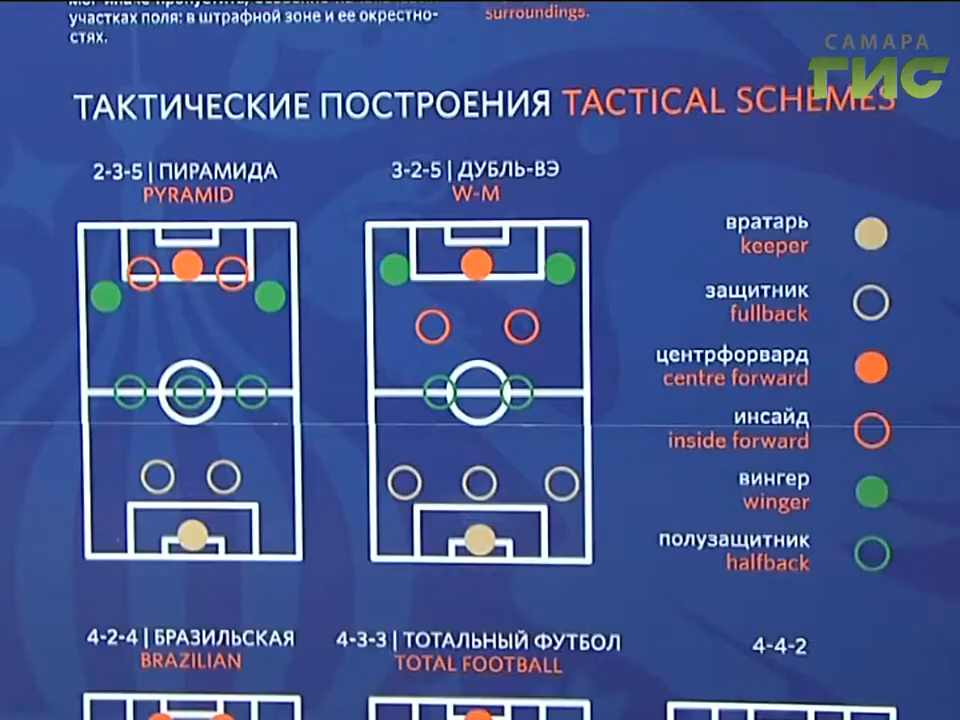 участках поля: в штрафной зоне и ее окрестно-
стях.
surroundings.
САМАРА
ГИС
ТАКТИЧЕСКИЕ ПОСТРОЕНИЯ TACTICAL SCHEMES
2-3-5 | ПИРАМИДА
PYRAMID
3-2-5 | ДУБЛЬ-ВЭ
W-M
вратарь
keeper
защитник
fullback
центрфорвард
centre forward
инсайд
inside forward
вингер
winger
полузащитник
halfback
4-2-4 | БРАЗИЛЬСКАЯ
BRAZILIAN
4-3-3 | ТОТАЛЬНЫЙ ФУТБОЛ
TOTAL FOOTBALL
4-4-2